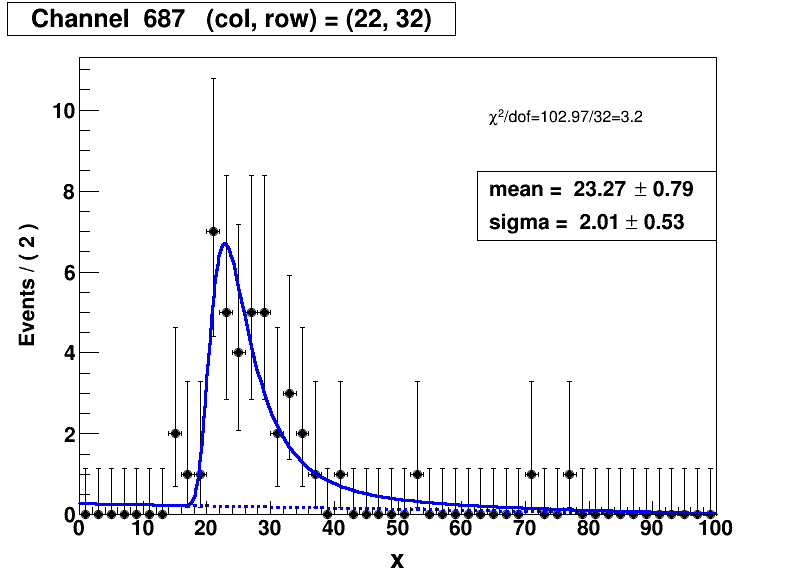 Channel  687   (col, row) = (22, 32)
χ²/dof=102.97/32=3.2
mean =  23.27 ± 0.79
sigma =  2.01 ± 0.53
Events / ( 2 )
10
8
6
4
2
0
0 10 20 30 40 50 60 70 80 90 100
x